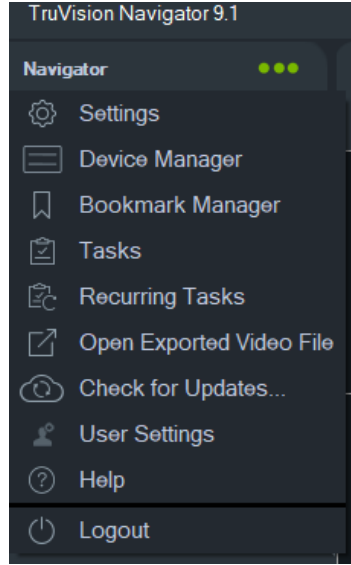 TruVision Navigator 9.1
Navigator
Settings
Device Manager
Bookmark Manager
Tasks
Recurring Tasks
Open Exported Video File
Check for Updates...
User Settings
Help
Logout